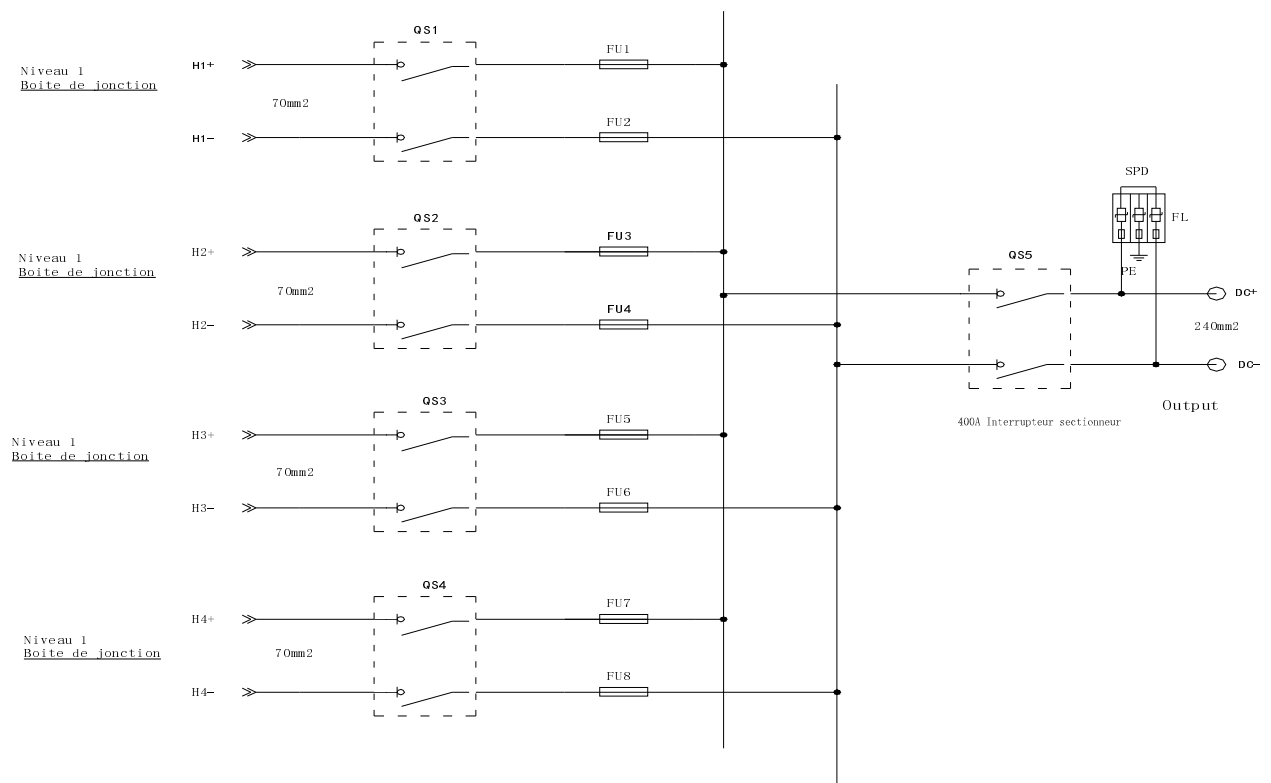 QS1
FU1
H1+
Niveau 1
Boite de jonction
70mm2
FU2
H1-
SPD
QS2
FL
FU3
H2+
QS5
Niveau 1
Boite de jonction
PE
70mm2
DC+
FU4
H2-
240mm2
DC-
QS3
Output
FU5
400A Interrupteur sectionneur
H3+
Niveau 1
Boite de jonction
70mm2
FU6
H3-
QS4
FU7
H4+
Niveau 1
Boite de jonction
70mm2
FU8
H4-